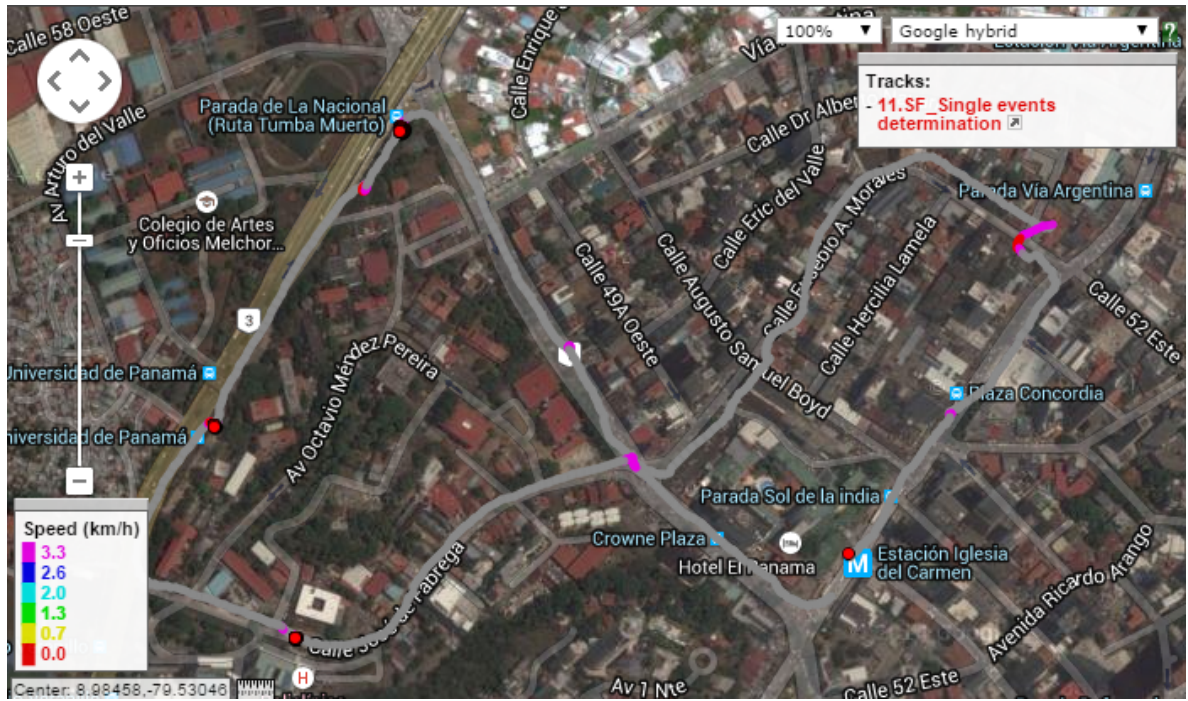 Calle 58 Oeste
100%
Google hybrid
?
Tracks:
- 11.SF_Single events
determination
Parada de La Nacional
(Ruta Tumba Muerto)
Calle Enrique
Calle Dr Alber
Av Arturo del Valle
+
Colegio de Artes
y Oficios Melchor...
Calle Eric del Valle
Parada Vía Argentina
Calle Eusebio A. Morales
Calle Hercilia Lamela
Calle Augusto Samuel Boyd
Calle 49A Oeste
Calle 52 Este
3
Av Octavio Méndez Pereira
Universidad de Panamá
niversidad de Panamá
Plaza Concordia
Parada Sol de la india
Crowne Plaza
Hotel El Panama
M
Estación Iglesia
del Carmen
Avenida Ricardo Arango
Speed (km/h)
3.3
2.6
2.0
1.3
0.7
0.0
Calle José de Fábrega
H
Av 1 Nte
Calle 52 Este
Center: 8.98458,-79.53046